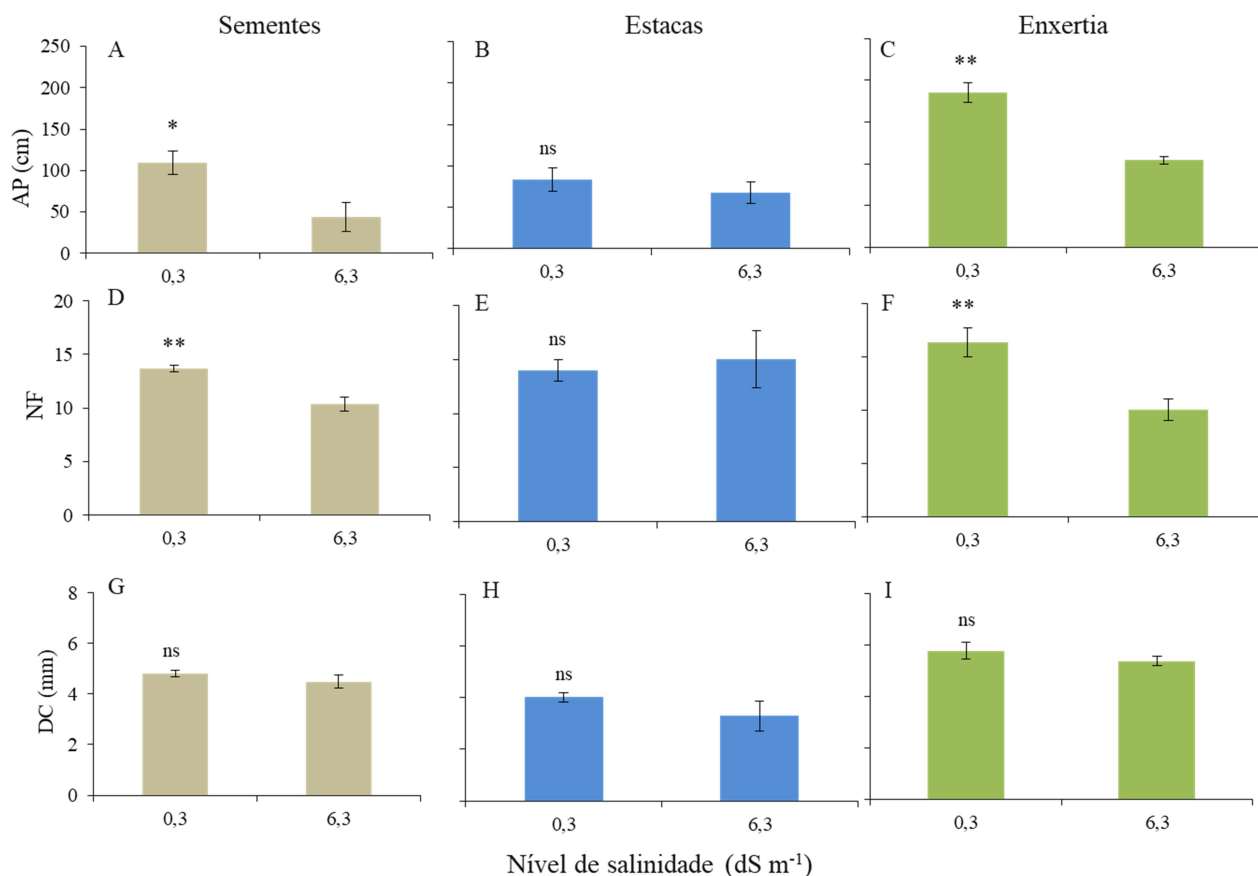 Sementes
Estacas
Enxertia
A
B
C
AP (cm)
250
200
150
100
50
0
*
ns
**
0,3
6,3
0,3
6,3
0,3
6,3
D
E
F
NF
20
15
10
5
0
**
ns
**
0,3
6,3
0,3
6,3
0,3
6,3
G
H
I
DC (mm)
8
6
4
2
0
ns
ns
ns
0,3
6,3
0,3
6,3
0,3
6,3
Nível de salinidade (dS m⁻¹)